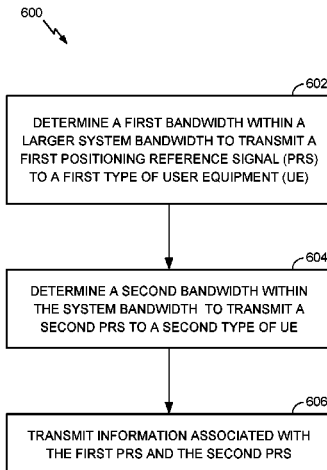 600
602
DETERMINE A FIRST BANDWIDTH WITHIN A
LARGER SYSTEM BANDWIDTH TO TRANSMIT A
FIRST POSITIONING REFERENCE SIGNAL (PRS)
TO A FIRST TYPE OF USER EQUIPMENT (UE)
604
DETERMINE A SECOND BANDWIDTH WITHIN
THE SYSTEM BANDWIDTH TO TRANSMIT A
SECOND PRS TO A SECOND TYPE OF UE
606
TRANSMIT INFORMATION ASSOCIATED WITH
THE FIRST PRS AND THE SECOND PRS